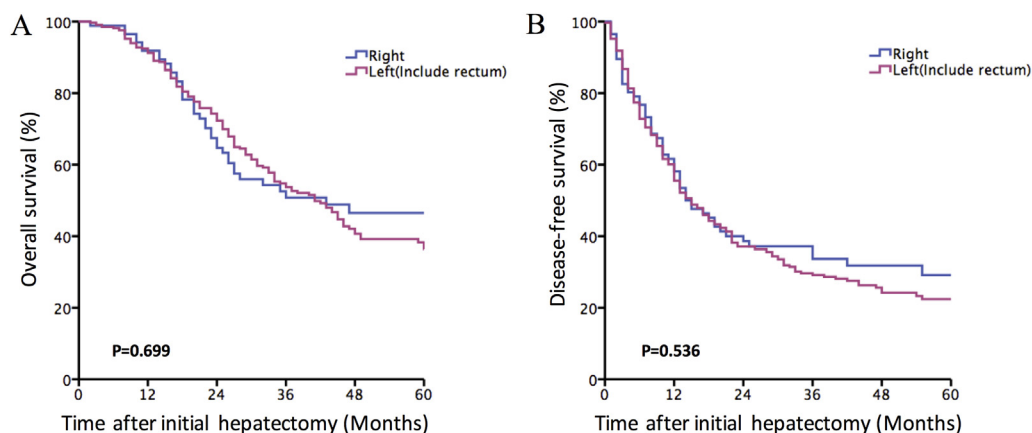 A
Overall survival (%)
100
80
60
40
20
0
Right
Left(Include rectum)
P=0.699
0 12 24 36 48 60
Time after initial hepatectomy (Months)
B
Disease-free survival (%)
100
80
60
40
20
0
Right
Left(Include rectum)
P=0.536
0 12 24 36 48 60
Time after initial hepatectomy (Months)